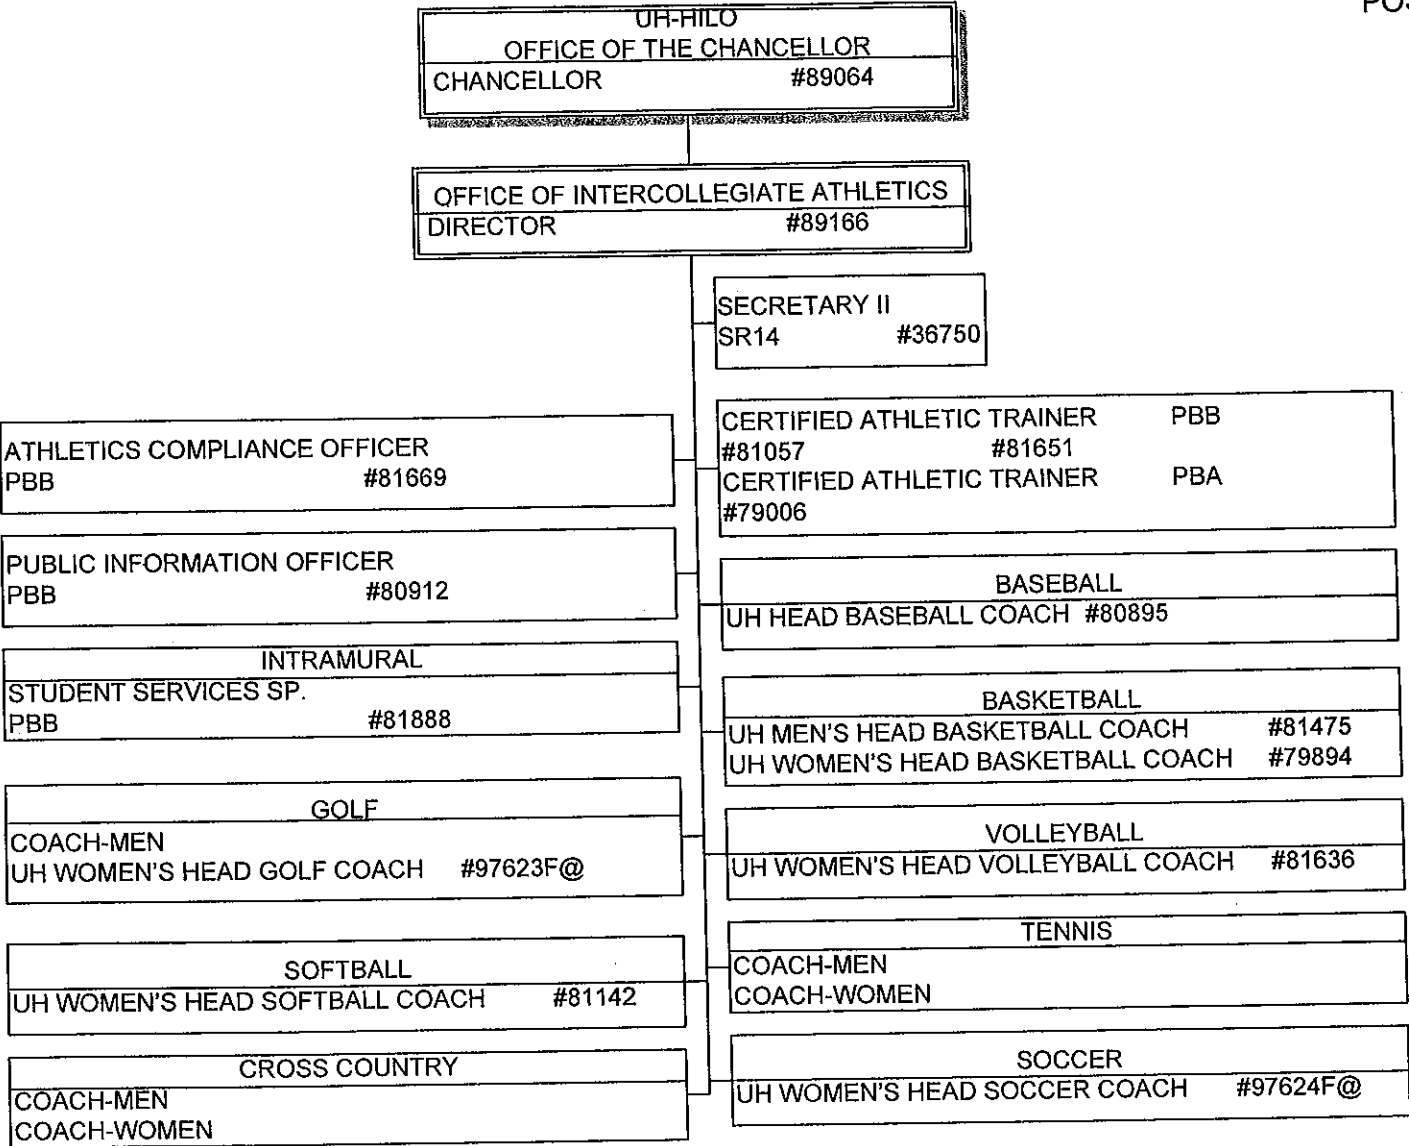 POS
UH-HILO
OFFICE OF THE CHANCELLOR
CHANCELLOR #89064
OFFICE OF INTERCOLLEGIATE ATHLETICS
DIRECTOR #89166
SECRETARY II
SR14 #36750
ATHLETICS COMPLIANCE OFFICER
PBB #81669
CERTIFIED ATHLETIC TRAINER PBB
#81057 #81651
CERTIFIED ATHLETIC TRAINER PBA
#79006
PUBLIC INFORMATION OFFICER
PBB #80912
BASEBALL
UH HEAD BASEBALL COACH #80895
INTRAMURAL
STUDENT SERVICES SP.
PBB #81888
BASKETBALL
UH MEN'S HEAD BASKETBALL COACH #81475
UH WOMEN'S HEAD BASKETBALL COACH #79894
GOLF
COACH-MEN
UH WOMEN'S HEAD GOLF COACH #97623F@
VOLLEYBALL
UH WOMEN'S HEAD VOLLEYBALL COACH #81636
SOFTBALL
UH WOMEN'S HEAD SOFTBALL COACH #81142
TENNIS
COACH-MEN
COACH-WOMEN
CROSS COUNTRY
COACH-MEN
COACH-WOMEN
SOCCER
UH WOMEN'S HEAD SOCCER COACH #97624F@